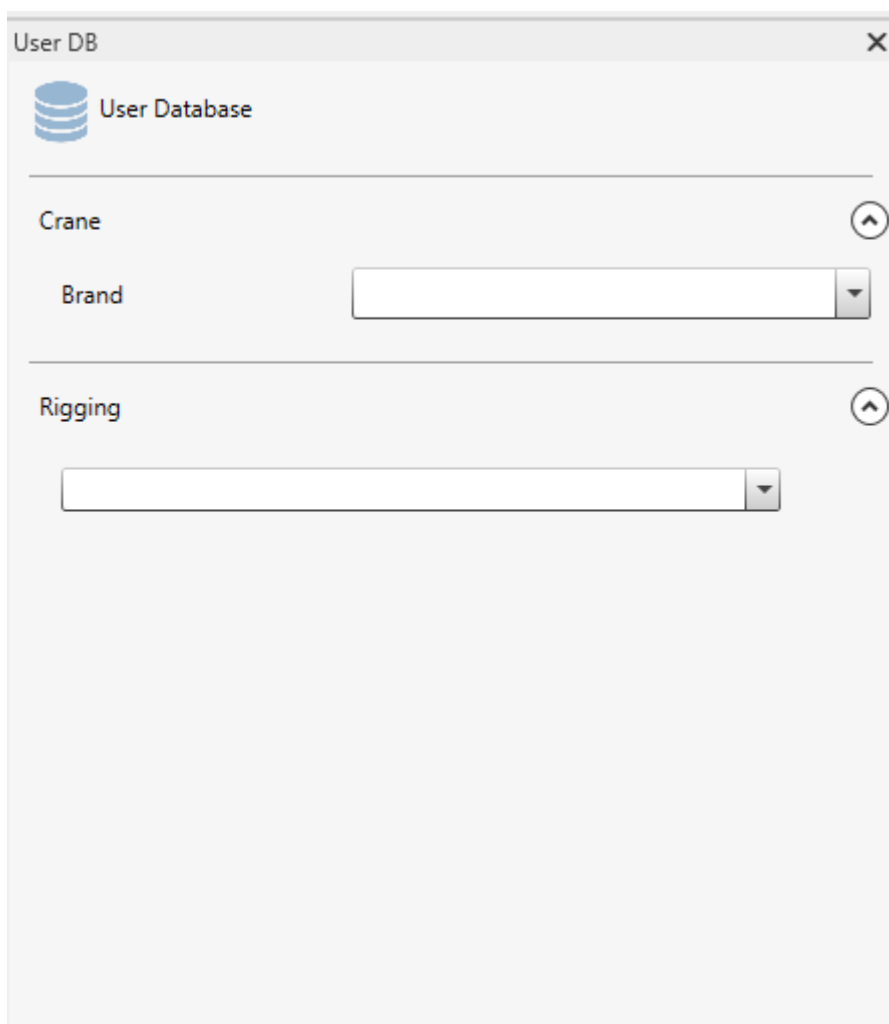 User DB
User Database
Crane
Brand
Rigging